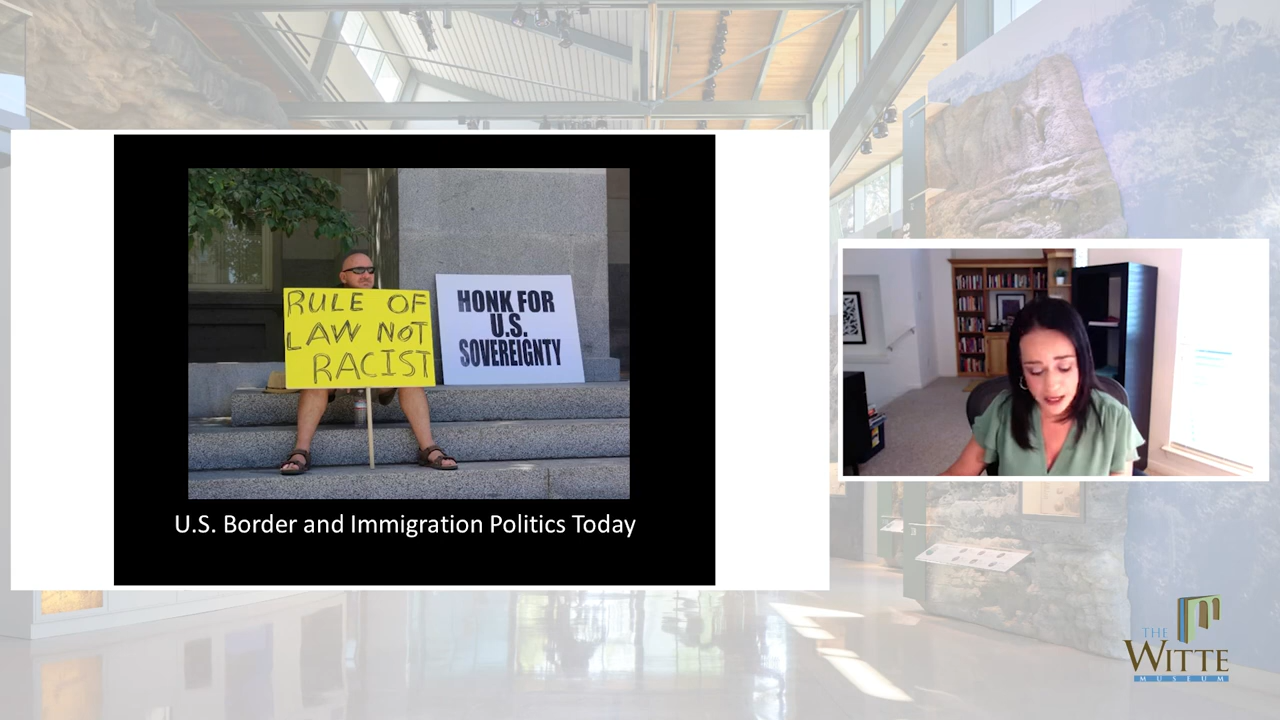 RULE OF
LAW NOT
RACIST
HONK FOR
U.S.
SOVEREIGNTY
U.S. Border and Immigration Politics Today
THE
WITTE
MUSEUM